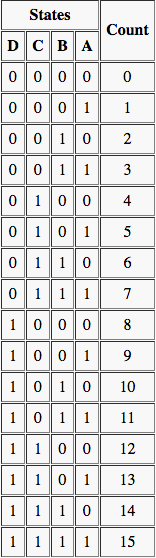 States Count
D C B A
0 0 0 0 0
0 0 0 1 1
0 0 1 0 2
0 0 1 1 3
0 1 0 0 4
0 1 0 1 5
0 1 1 0 6
0 1 1 1 7
1 0 0 0 8
1 0 0 1 9
1 0 1 0 10
1 0 1 1 11
1 1 0 0 12
1 1 0 1 13
1 1 1 0 14
1 1 1 1 15